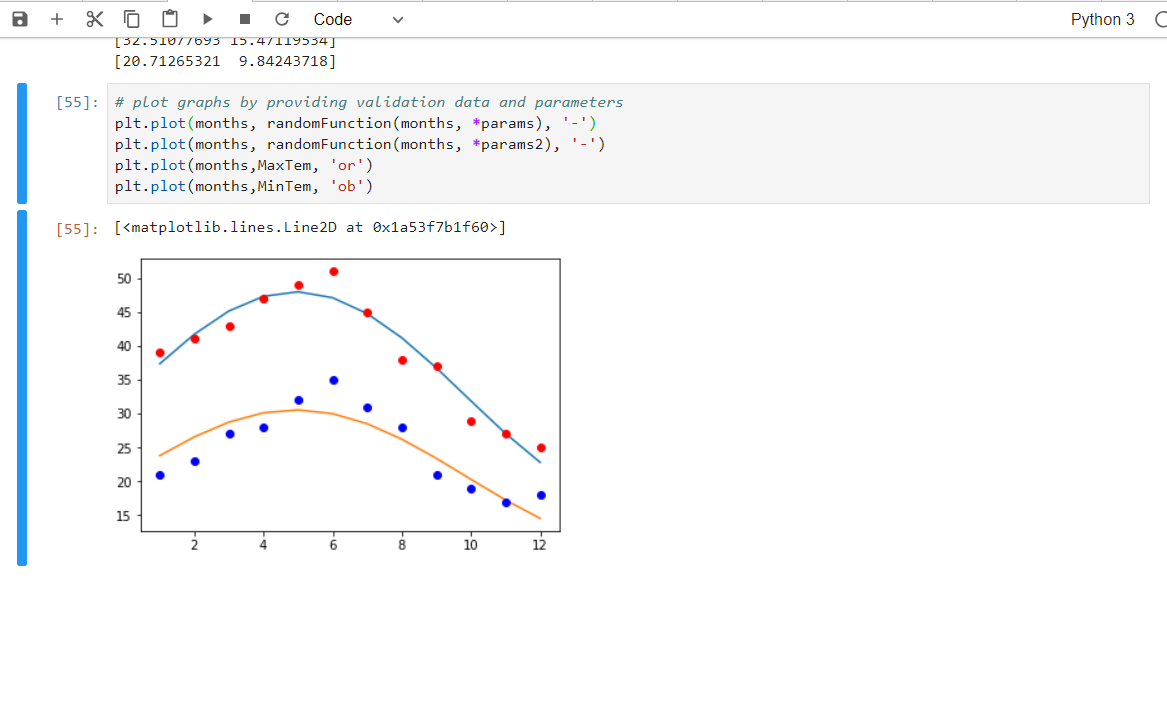 Code
Python 3
[32.51077693 15.47119534]
[20.71265321  9.84243718]
[55]: # plot graphs by providing validation data and parameters
plt.plot(months, randomFunction(months, *params), '-')
plt.plot(months, randomFunction(months, *params2), '-')
plt.plot(months,MaxTem, 'or')
plt.plot(months,MinTem, 'ob')
[55]: [<matplotlib.lines.Line2D at 0x1a53f7b1f60>]
50
45
40
35
30
25
20
15
2 4 6 8 10 12